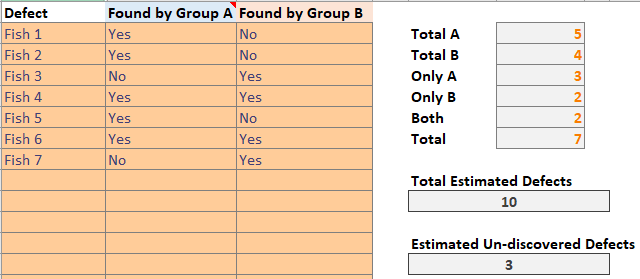 Defect Found by Group A Found by Group B
Fish 1 Yes No
Fish 2 Yes No
Fish 3 No Yes
Fish 4 Yes Yes
Fish 5 Yes No
Fish 6 Yes Yes
Fish 7 No Yes
Total A 5
Total B 4
Only A 3
Only B 2
Both 2
Total 7
Total Estimated Defects
10
Estimated Un-discovered Defects
3